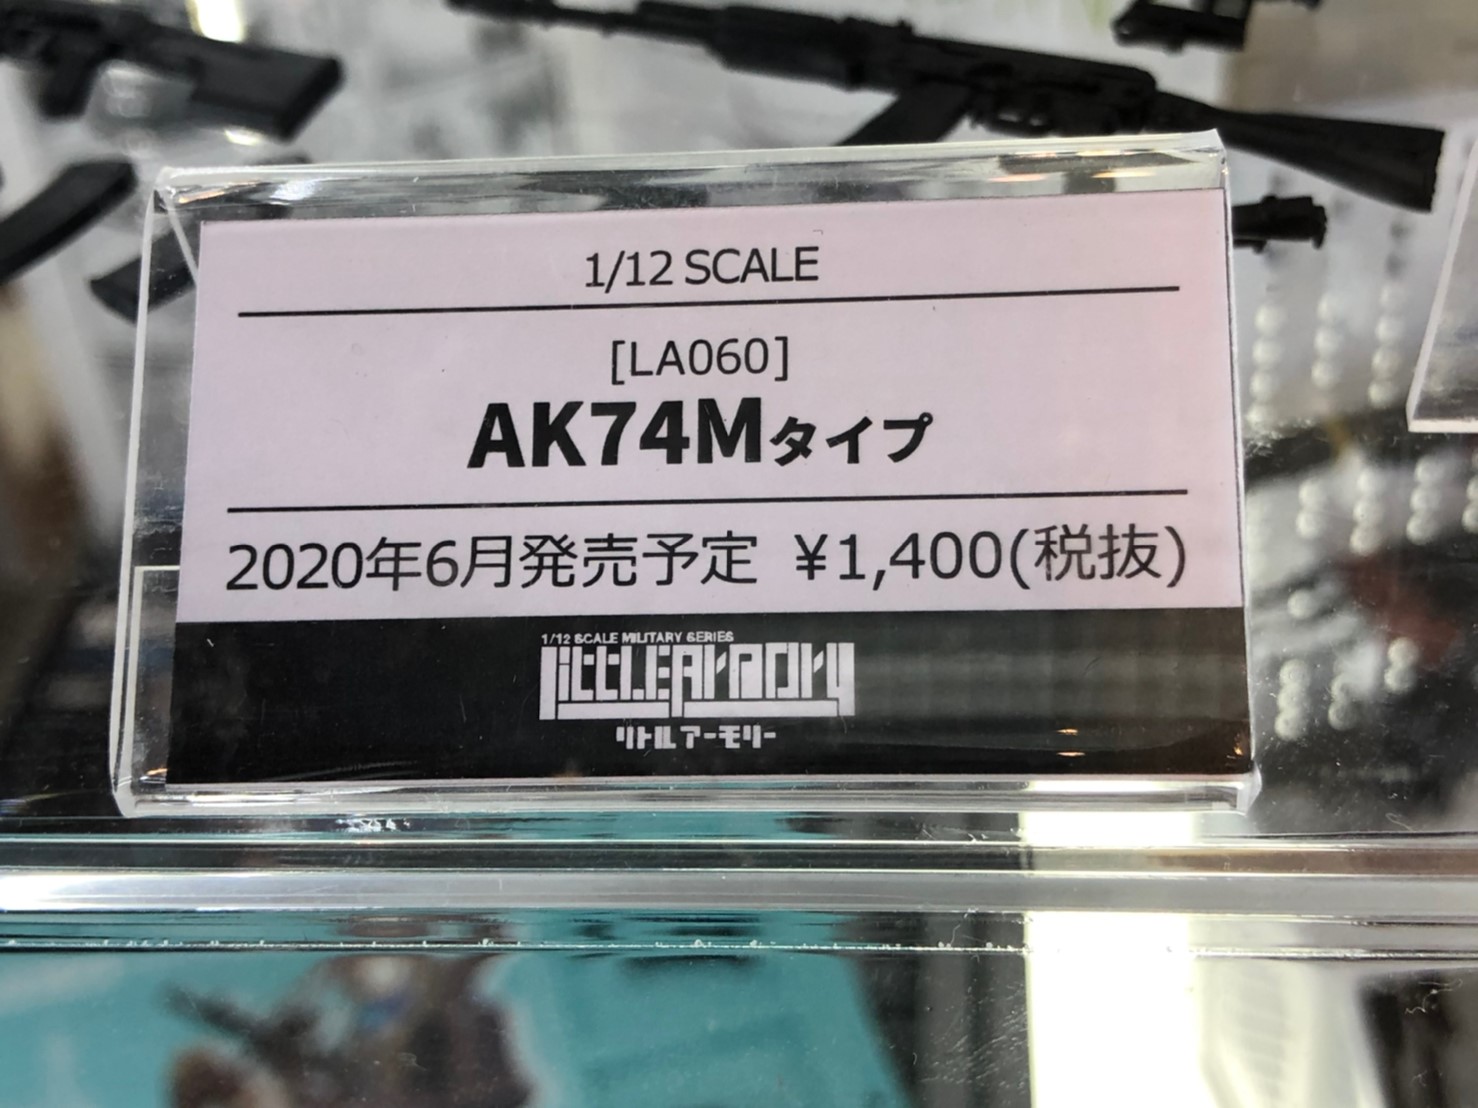 1/12 SCALE
[LA060]
AK74Mタイプ
2020年6月発売予定 ¥1,400(税抜)
1/12 SCALE MILITARY SERIES
LittLEArmory
リトルアーモリー